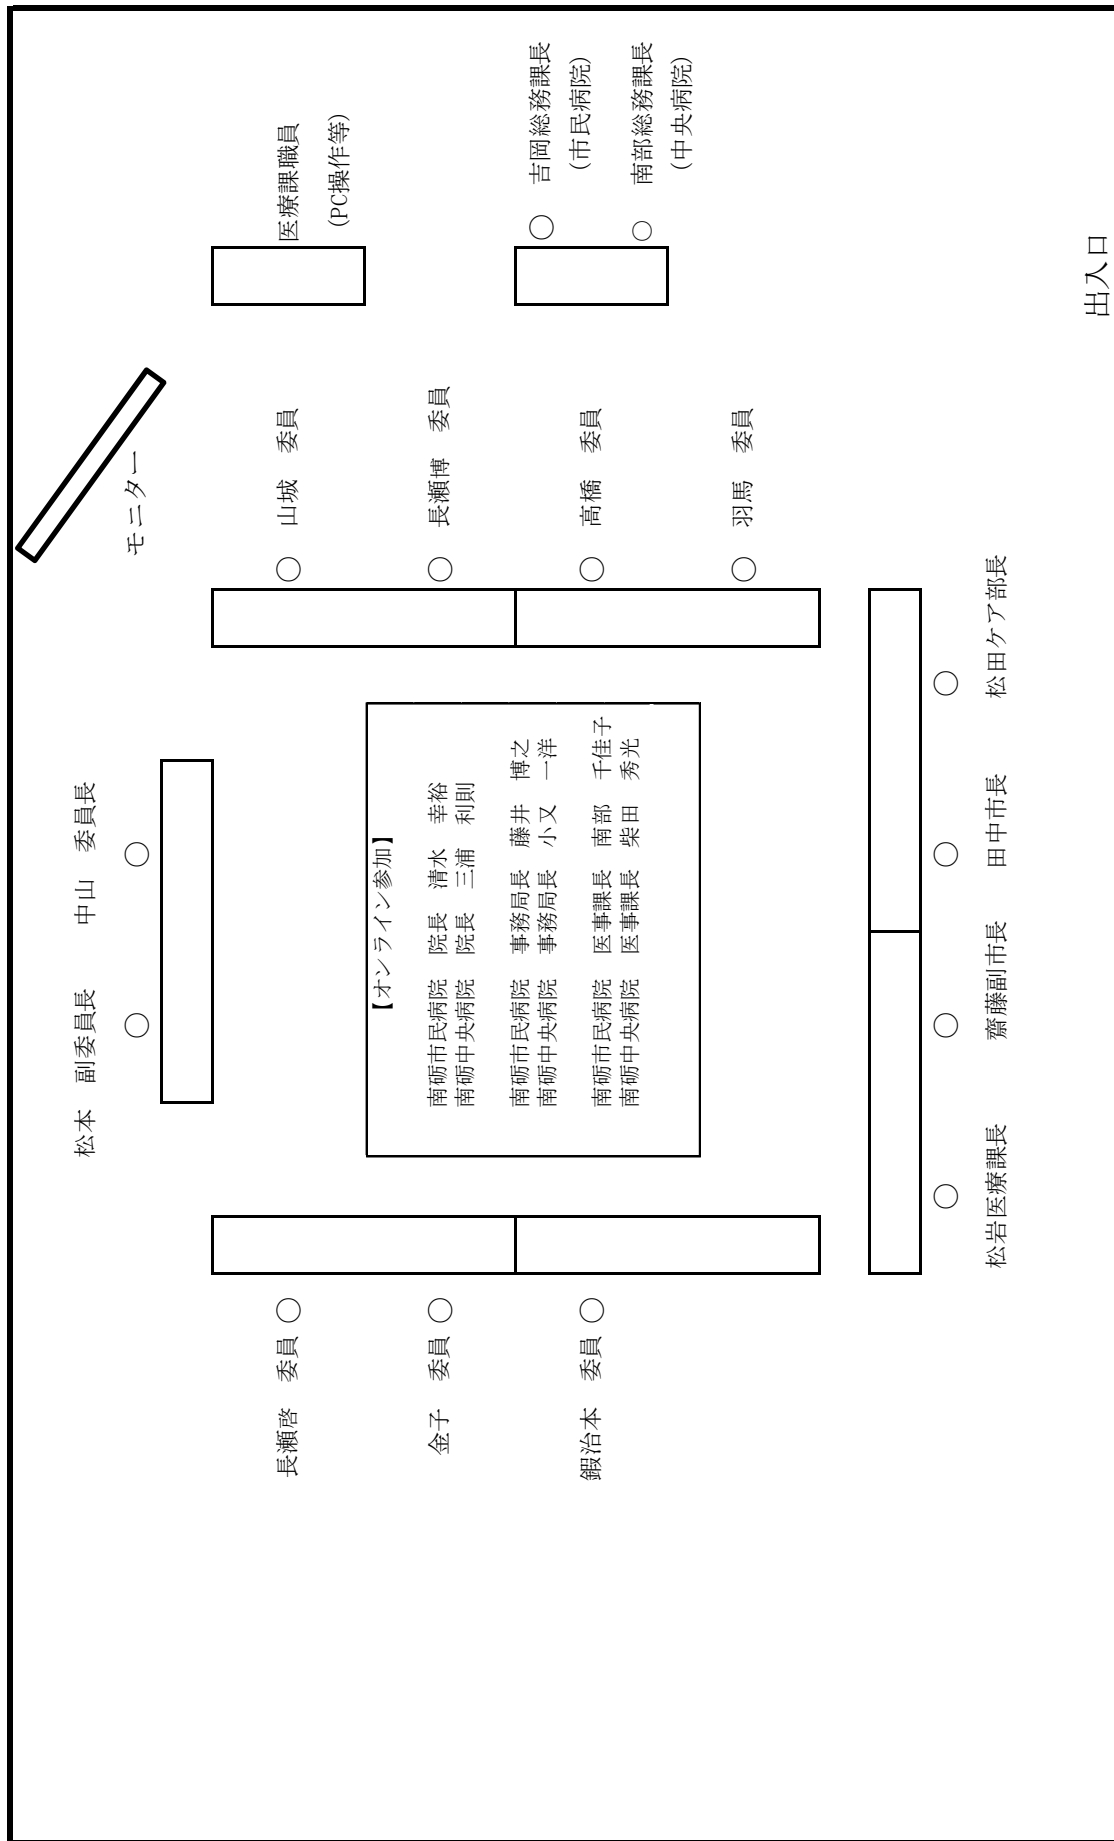 松本　副委員長
中山　委員長
モニター
長瀬啓　委員
山城　委員
医療課職員
(PC操作等)
【オンライン参加】
金子　委員
南砺市民病院　院長　清水　幸裕
南砺中央病院　院長　三浦　利則
長瀬博　委員
南砺市民病院　事務局長　藤井　博之
南砺中央病院　事務局長　小又　一洋
吉岡総務課長
(市民病院)
鍜治本　委員
南砺市民病院　医事課長　南部　千佳子
南砺中央病院　医事課長　柴田　秀光
高橋　委員
南部総務課長
(中央病院)
羽馬　委員
松岩医療課長
齋藤副市長
田中市長
松田ケア部長
出入口